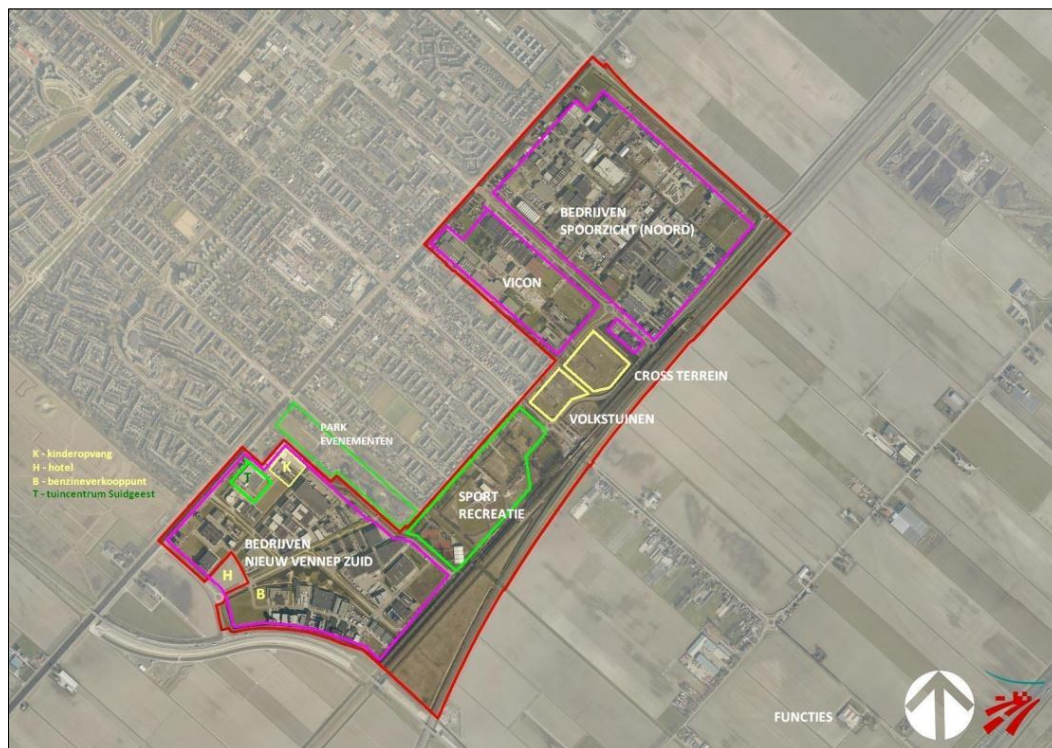 BEDRIJVEN
SPOORZICHT (NOORD)
VICON
CROSS TERREIN
VOLKSTUINEN
PARK
EVENEMENTEN
K - kinderopvang
H - hotel
B - benzineverkooppunt
T - tuincentrum Suidgeest
K
T
SPORT
RECREATIE
BEDRIJVEN
NIEUW VENNEP ZUID
H
B
FUNCTIES